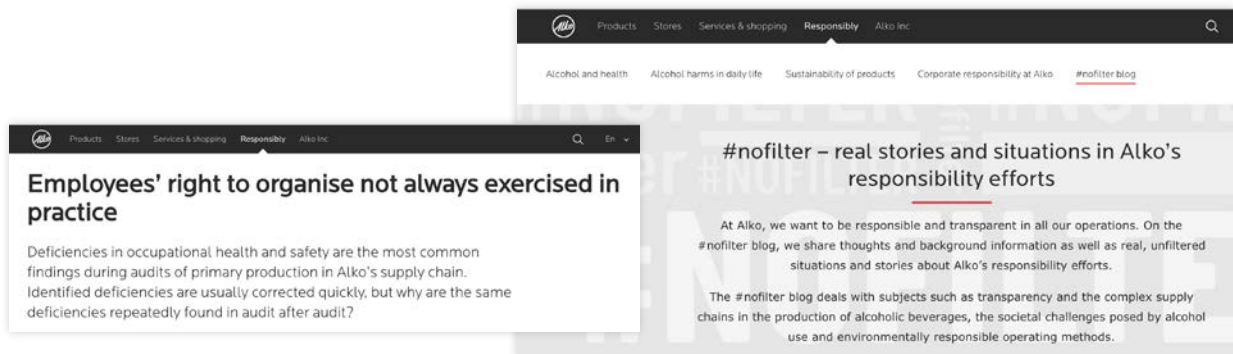 Alko Products Stores Services & shopping Responsibly Alko Inc
Alcohol and health Alcohol harms in daily life Sustainability of products Corporate responsibility at Alko #nofilter blog
#nofilter – real stories and situations in Alko's
responsibility efforts
At Alko, we want to be responsible and transparent in all our operations. On the
#nofilter blog, we share thoughts and background information as well as real, unfiltered
situations and stories about Alko's responsibility efforts.
The #nofilter blog deals with subjects such as transparency and the complex supply
chains in the production of alcoholic beverages, the societal challenges posed by alcohol
use and environmentally responsible operating methods.
Alko Products Stores Services & shopping Responsibly Alko Inc En
Employees' right to organise not always exercised in
practice
Deficiencies in occupational health and safety are the most common
findings during audits of primary production in Alko's supply chain.
Identified deficiencies are usually corrected quickly, but why are the same
deficiencies repeatedly found in audit after audit?
#NOFILTER
#NOFILTE